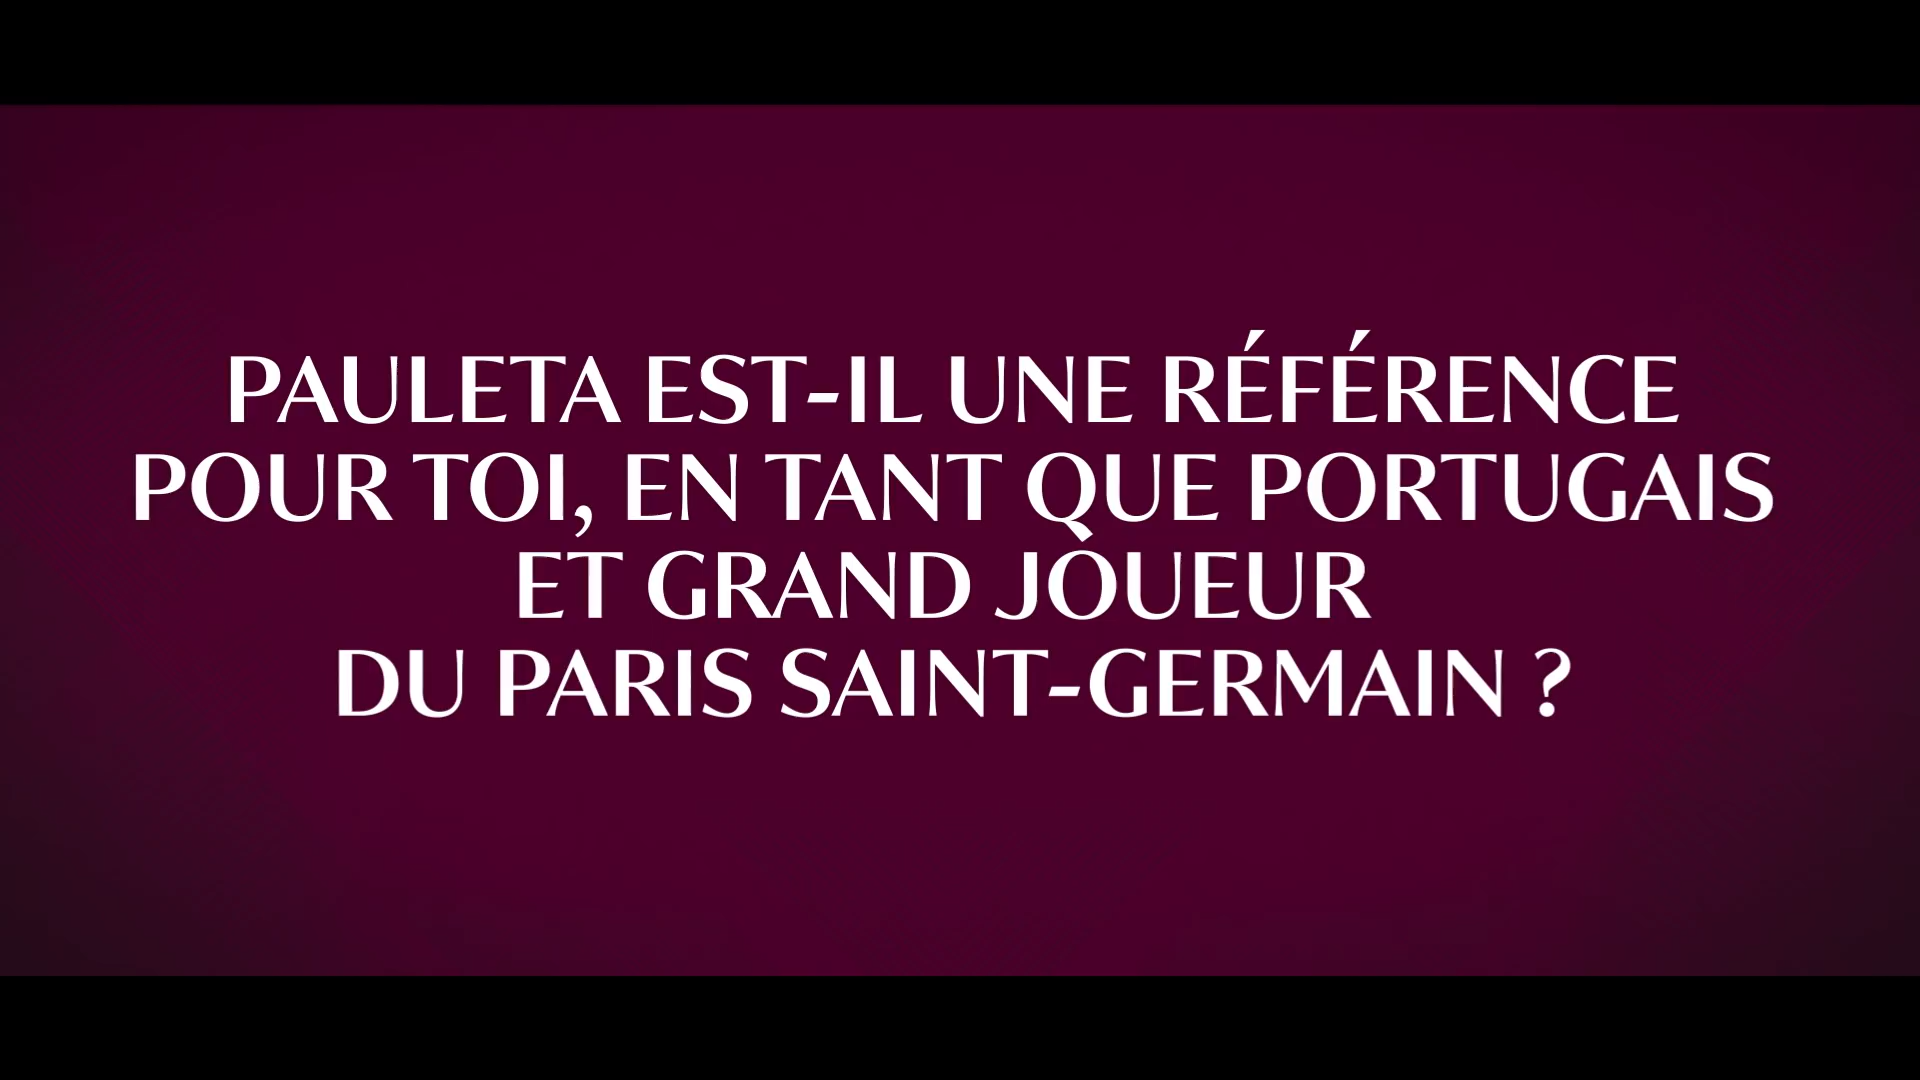 PAULETA EST-IL UNE RÉFÉRENCE
POUR TOI, EN TANT QUE PORTUGAIS
ET GRAND JOUEUR
DU PARIS SAINT-GERMAIN ?